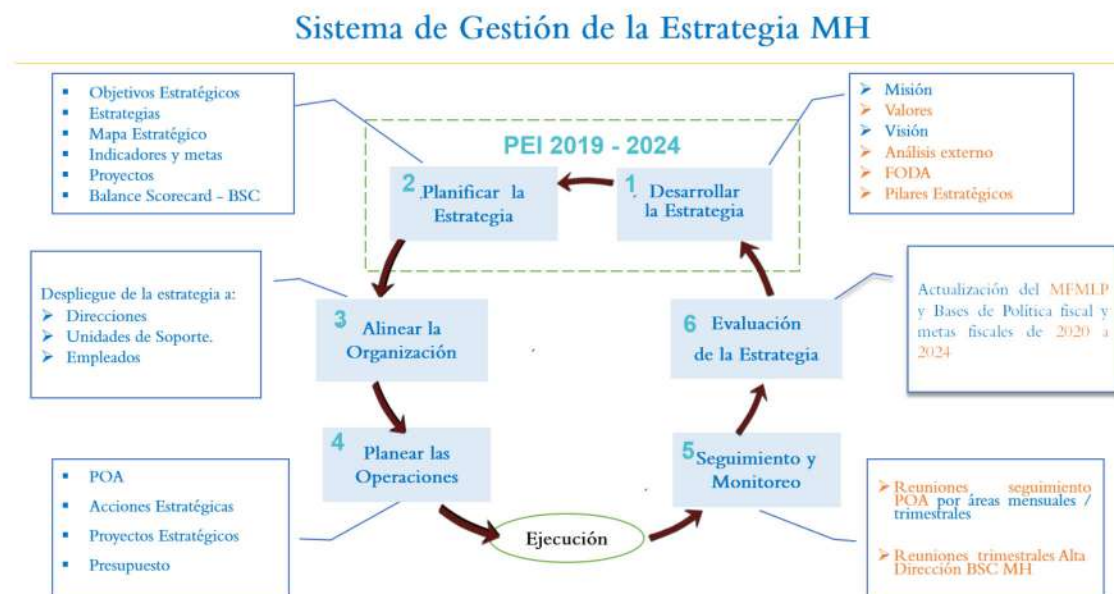 Sistema de Gestión de la Estrategia MH
Objetivos Estratégicos
Estrategias
Mapa Estratégico
Indicadores y metas
Proyectos
Balance Scorecard - BSC
Misión
Valores
Visión
Análisis externo
FODA
Pilares Estratégicos
PEI 2019 - 2024
1. Desarrollar
la Estrategia
2. Planificar la
Estrategia
Despliegue de la estrategia a:
Direcciones
Unidades de Soporte.
Empleados
3 Alinear la
Organización
6 Evaluación
de la Estrategia
Actualización del MFMLP
y Bases de Política fiscal y
metas fiscales de 2020 a
2024
POA
Acciones Estratégicas
Proyectos Estratégicos
Presupuesto
4 Planear las
Operaciones
Ejecución
5 Seguimiento y
Monitoreo
Reuniones seguimiento
POA por áreas mensuales /
trimestrales
Reuniones trimestrales Alta
Dirección BSC MH